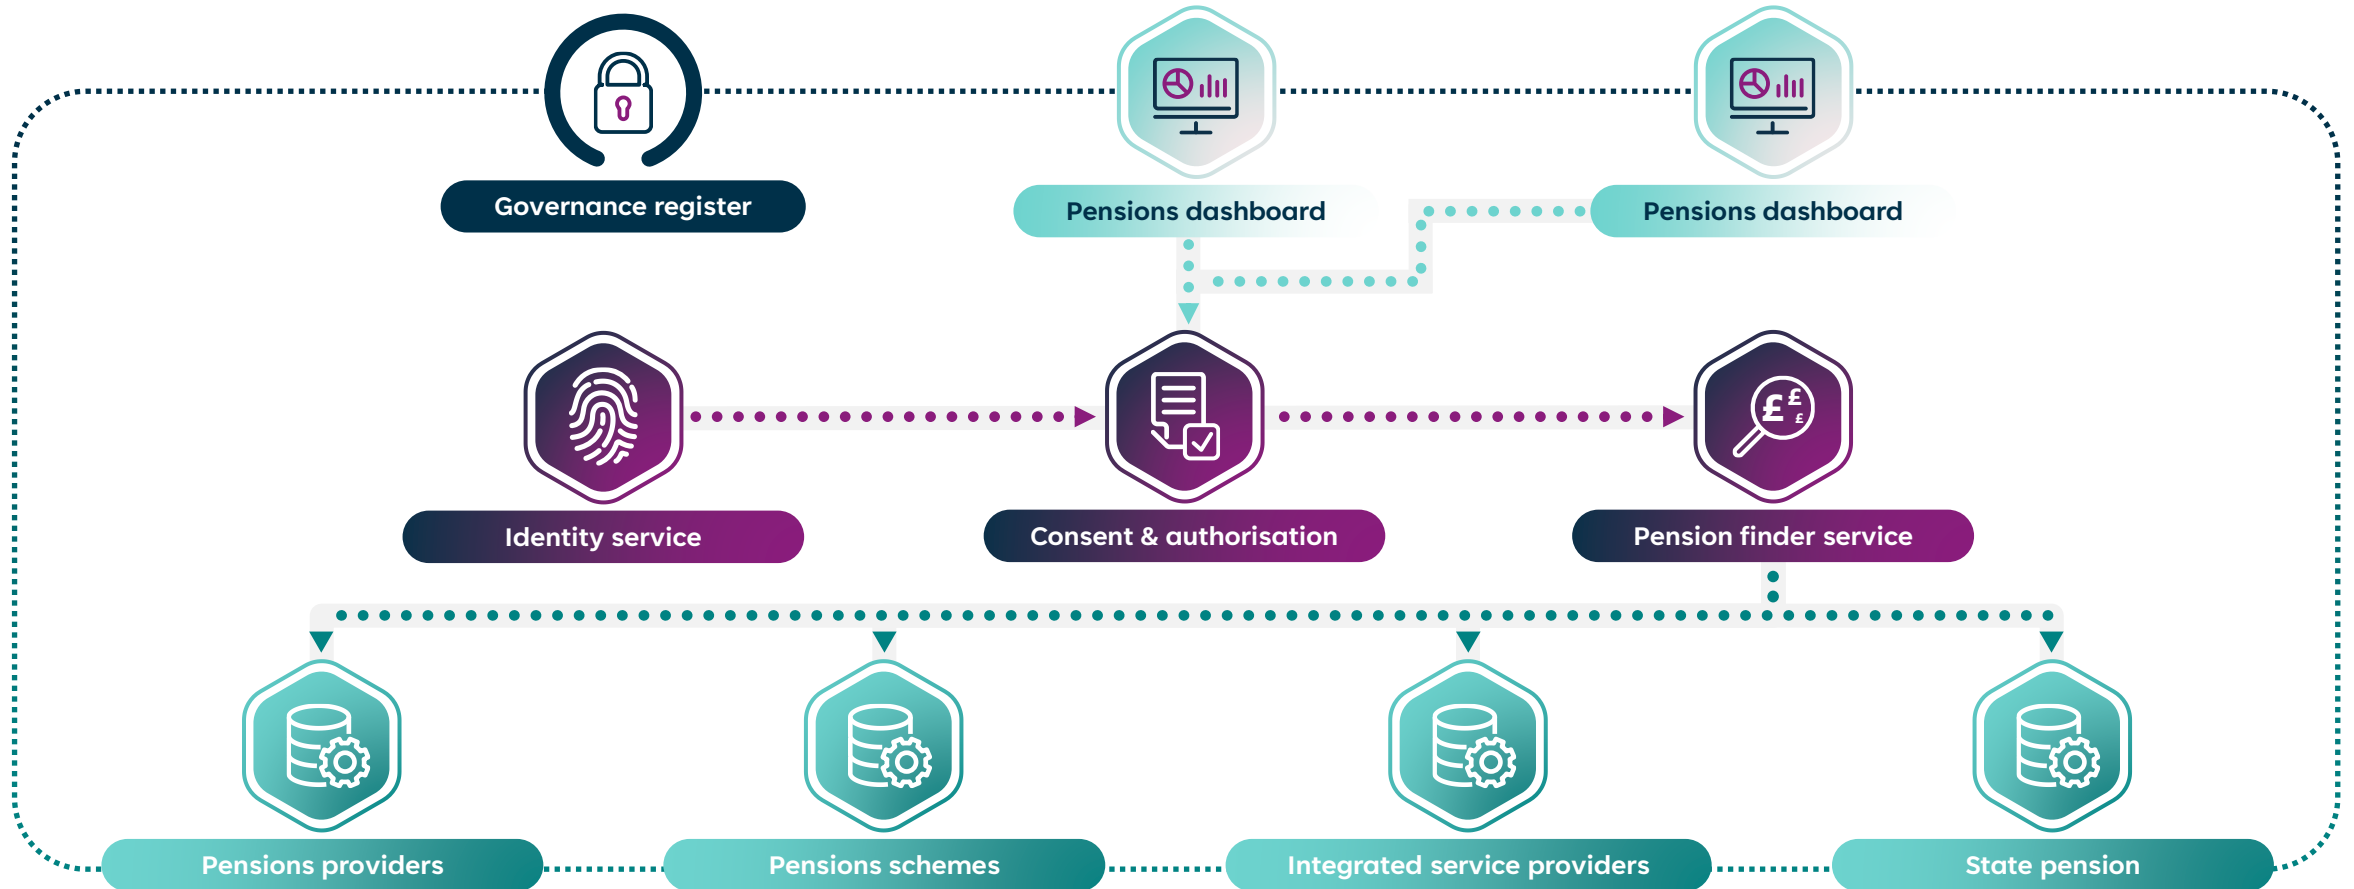 Governance register
Pensions dashboard
Pensions dashboard
£ £ £
Identity service
Consent & authorisation
Pension finder service
Pensions providers
Pensions schemes
Integrated service providers
State pension